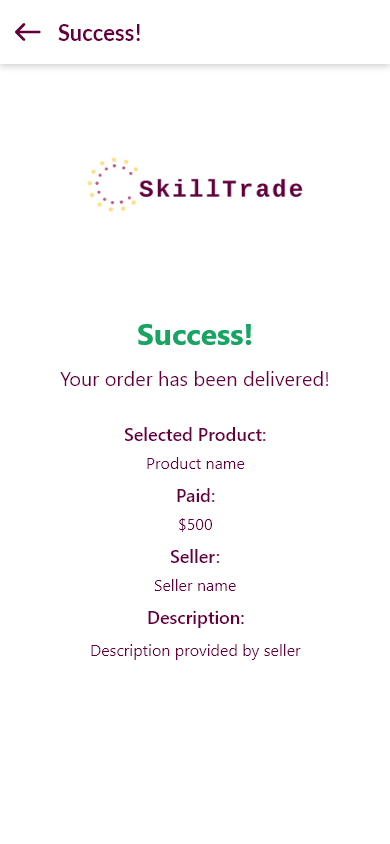 Success!
SkillTrade
Success!
Your order has been delivered!
Selected Product:
Product name
Paid:
$500
Seller:
Seller name
Description:
Description provided by seller